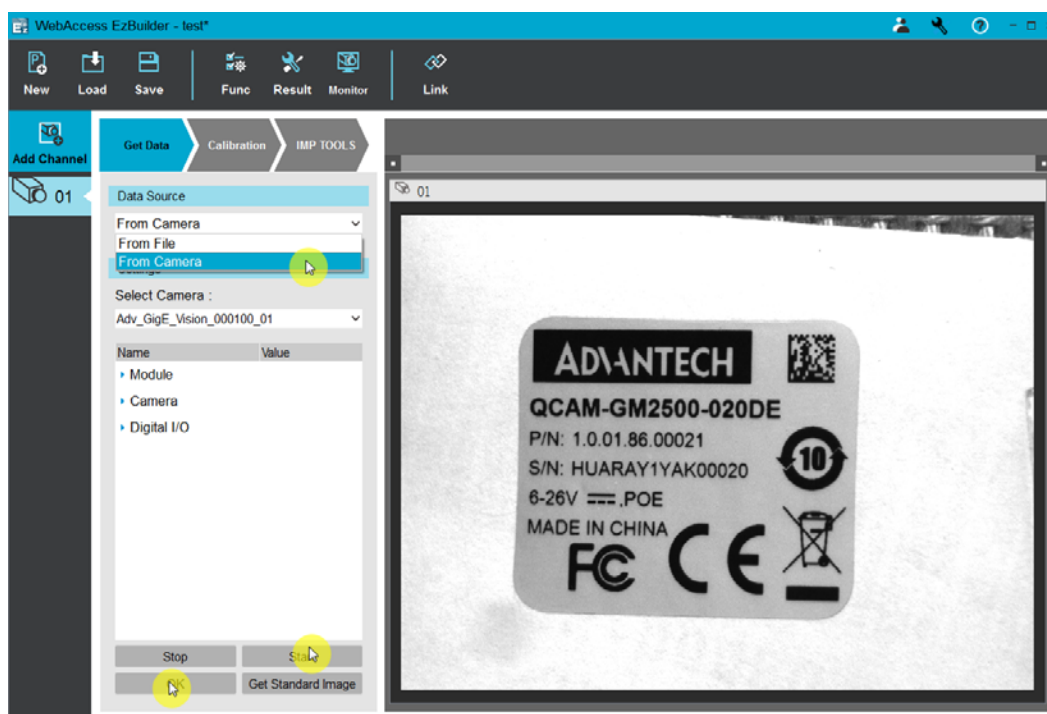 WebAccess EzBuilder - test*
New Load Save Func Result Monitor Link
Add Channel
01
Get Data Calibration IMP TOOLS
Data Source
From Camera
From File
From Camera
Select Camera :
Adv_GigE_Vision_000100_01
Name Value
Module
Camera
Digital I/O
Stop
Get Standard Image
01
ADVANTECH
QCAM-GM2500-020DE
P/N: 1.0.01.86.00021
S/N: HUARAY1YAK00020
10
6-26V ⎓,POE
MADE IN CHINA
FC CE